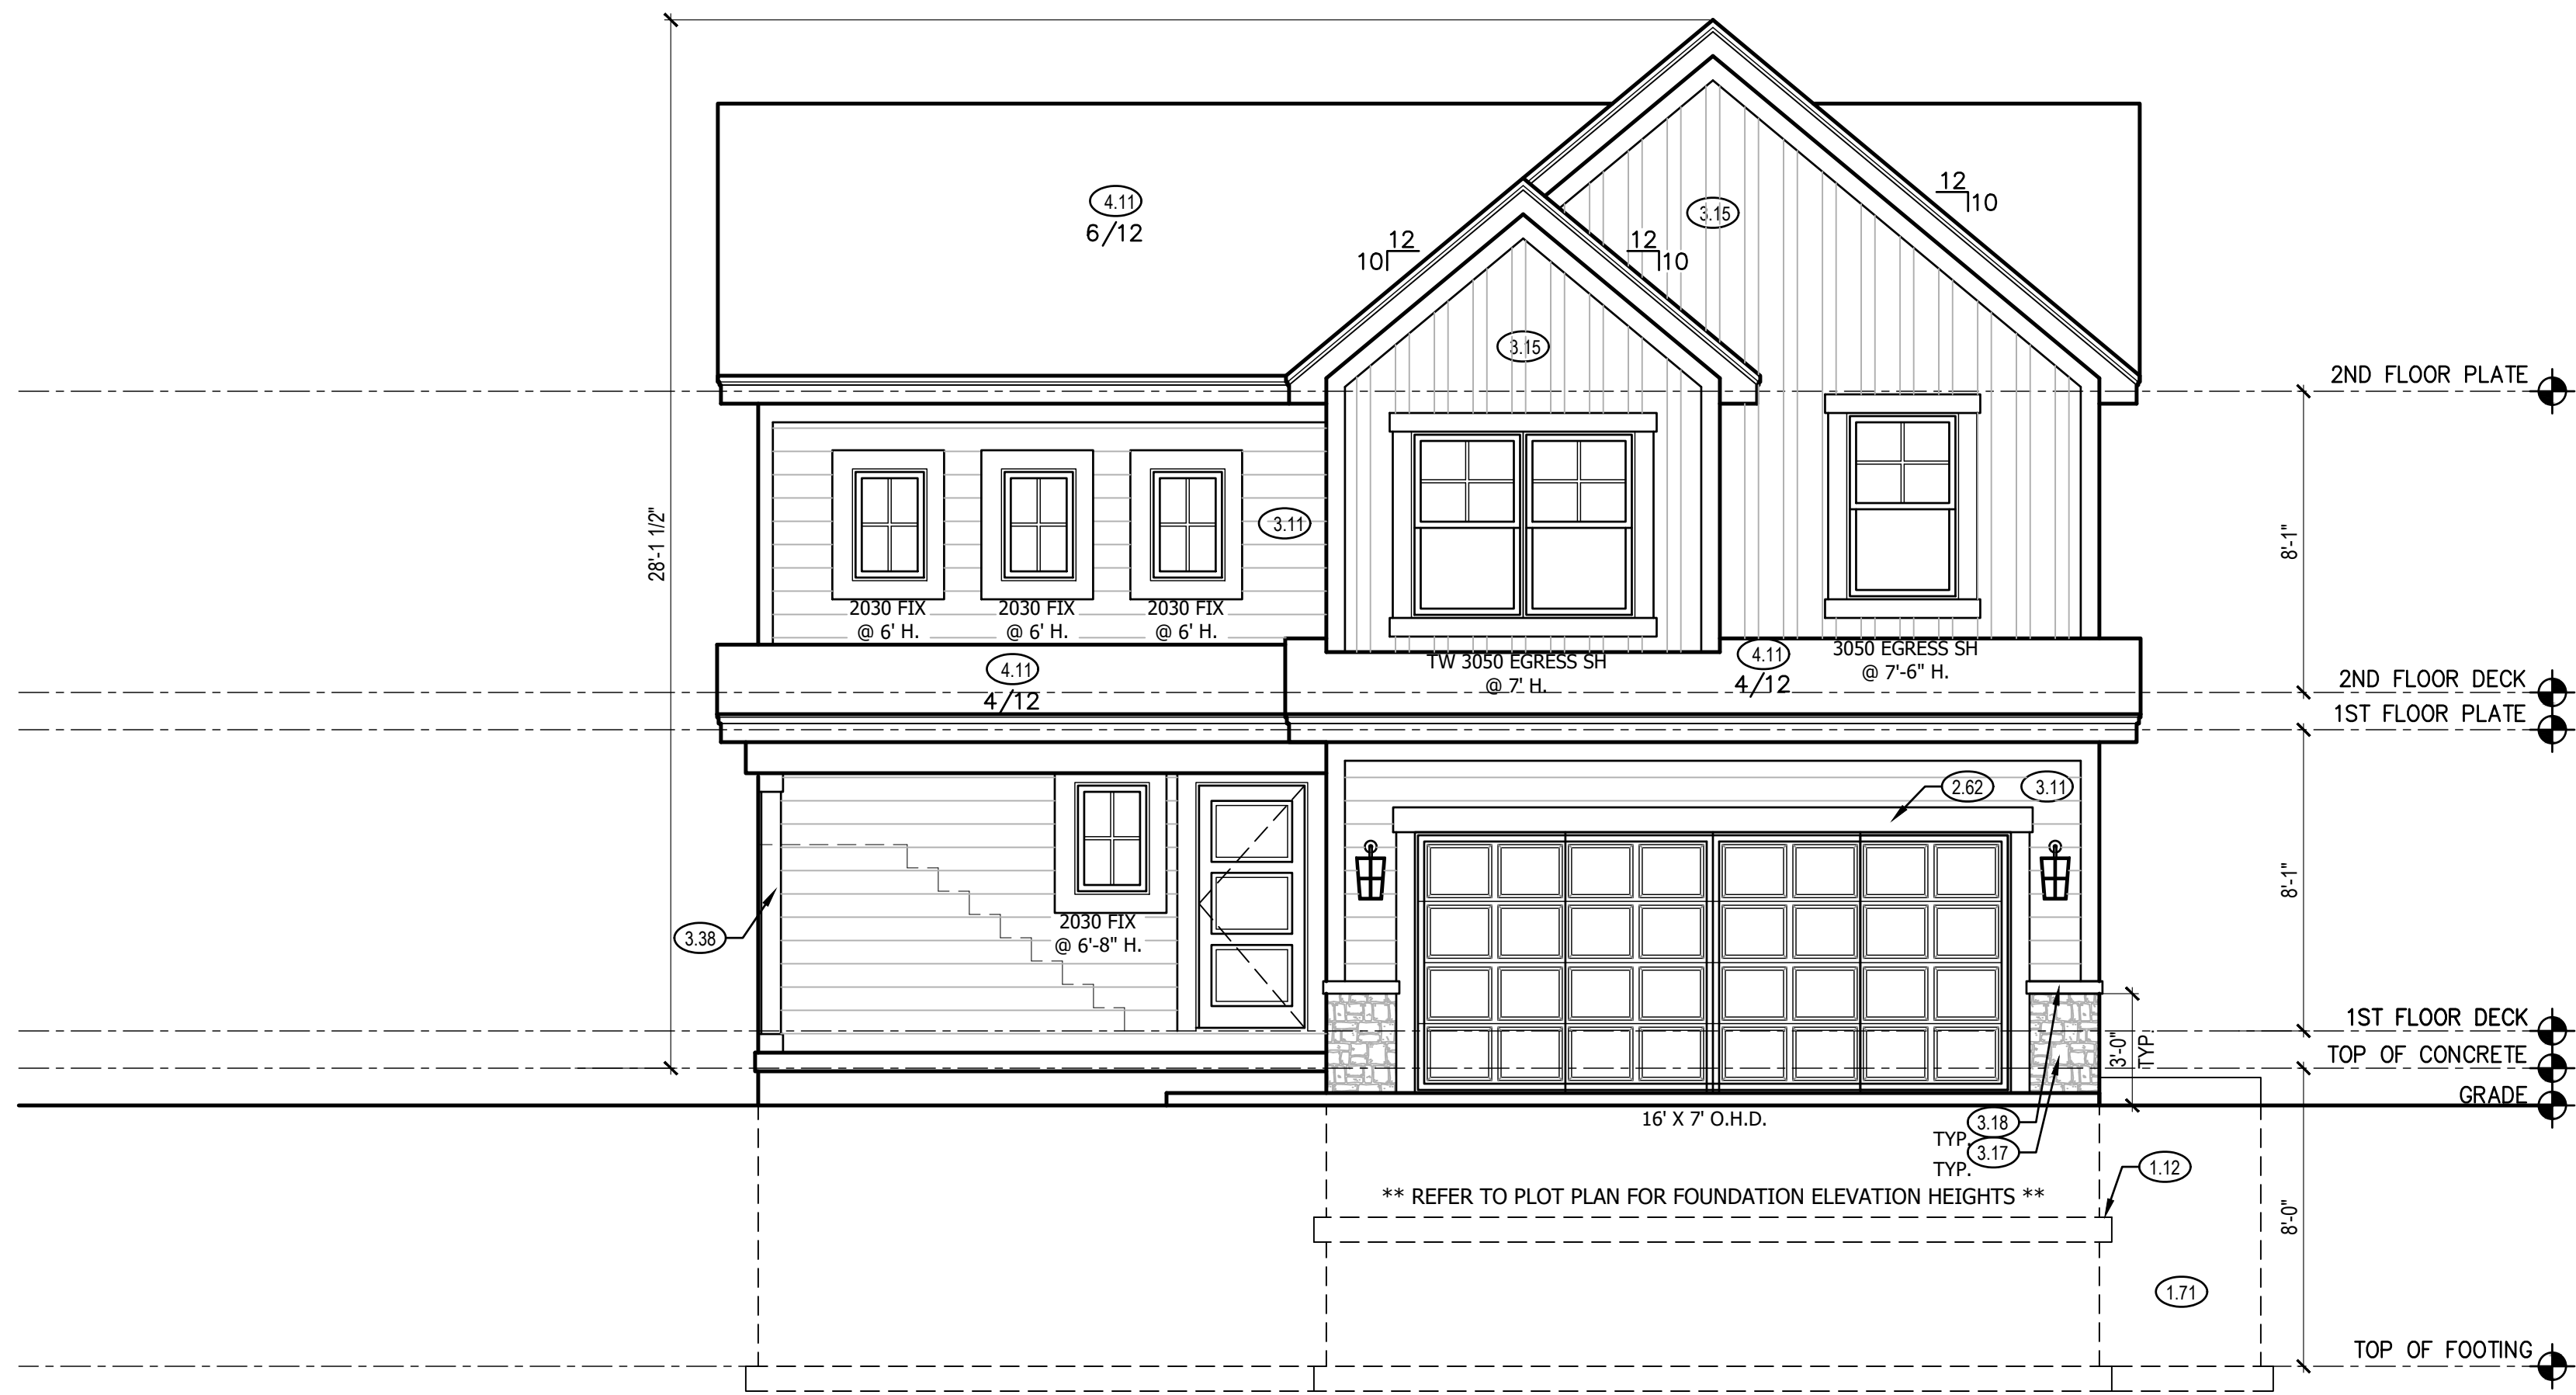 4.11
6/12
12
10
3.15
12
10
12
10
3.15
2ND FLOOR PLATE
28'-1 1/2"
3.11
8'-1"
2030 FIX
@ 6' H.
2030 FIX
@ 6' H.
2030 FIX
@ 6' H.
4.11
4/12
TW 3050 EGRESS SH
@ 7' H.
4.11
4/12
3050 EGRESS SH
@ 7'-6" H.
2ND FLOOR DECK
1ST FLOOR PLATE
2.62
3.11
8'-1"
3.38
2030 FIX
@ 6'-8" H.
1ST FLOOR DECK
3'-0"
TYP.
TOP OF CONCRETE
GRADE
16' X 7' O.H.D.
3.18
TYP.
3.17
TYP.
1.12
** REFER TO PLOT PLAN FOR FOUNDATION ELEVATION HEIGHTS **
8'-0"
1.71
TOP OF FOOTING